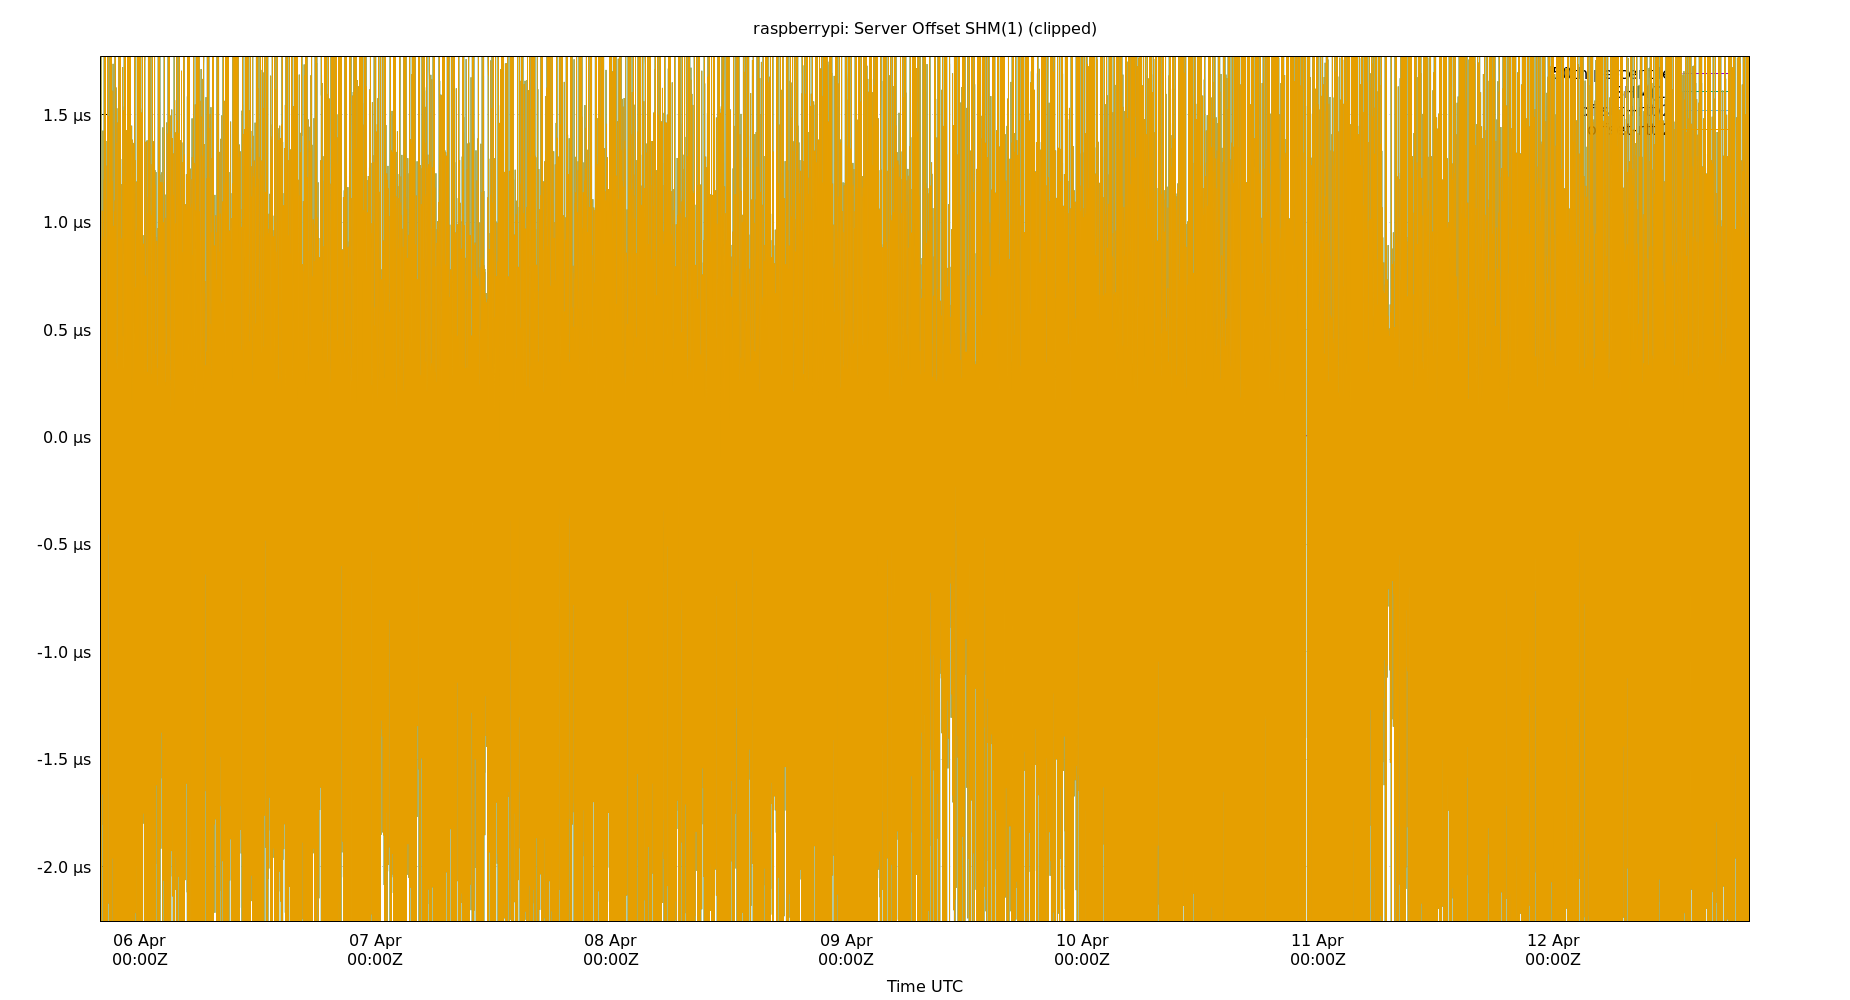 raspberrypi: Server Offset SHM(1) (clipped)
1.5 µs
1.0 µs
0.5 µs
0.0 µs
-0.5 µs
-1.0 µs
-1.5 µs
-2.0 µs
06 Apr 07 Apr 08 Apr 09 Apr 10 Apr 11 Apr 12 Apr
00:00Z 00:00Z 00:00Z 00:00Z 00:00Z 00:00Z 00:00Z
Time UTC